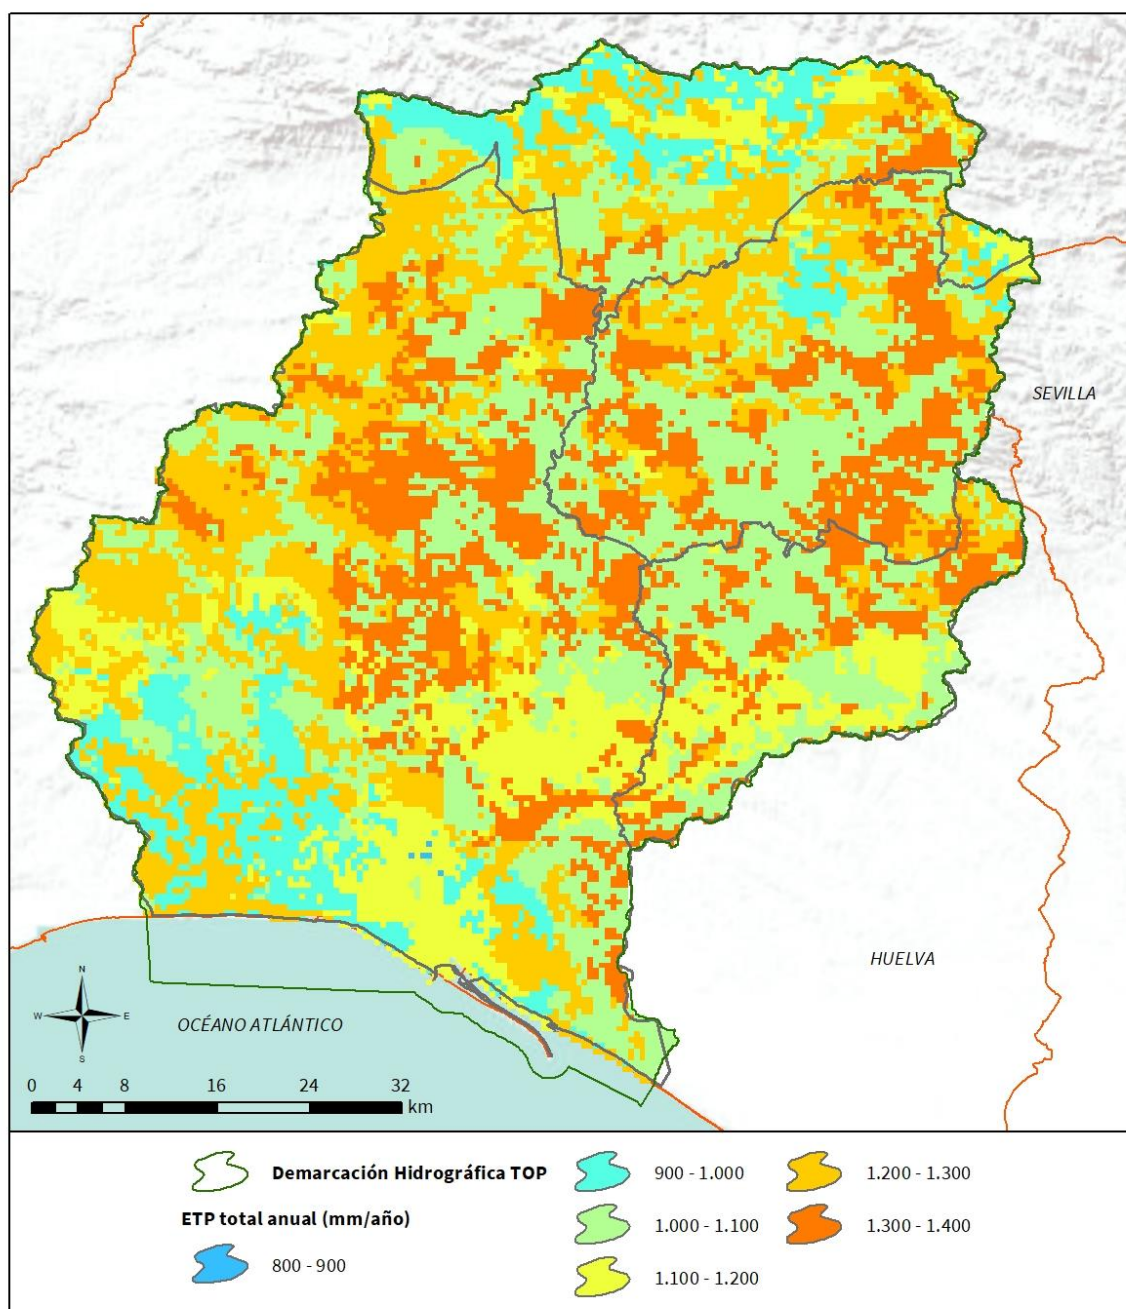 SEVILLA
HUELVA
OCÉANO ATLÁNTICO
N
W E
S
0 4 8 16 24 32
km
Demarcación Hidrográfica TOP
ETP total anual (mm/año)
800 - 900
900 - 1.000
1.000 - 1.100
1.100 - 1.200
1.200 - 1.300
1.300 - 1.400